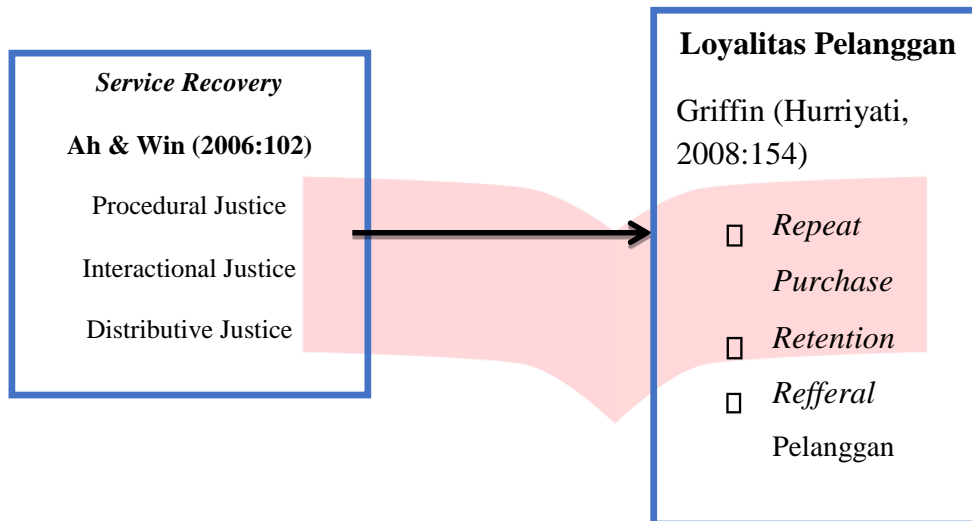 Service Recovery
Ah & Win (2006:102)
Procedural Justice
Interactional Justice
Distributive Justice
Loyalitas Pelanggan
Griffin (Hurriyati,
2008:154)
Repeat
Purchase
Retention
Refferal
Pelanggan